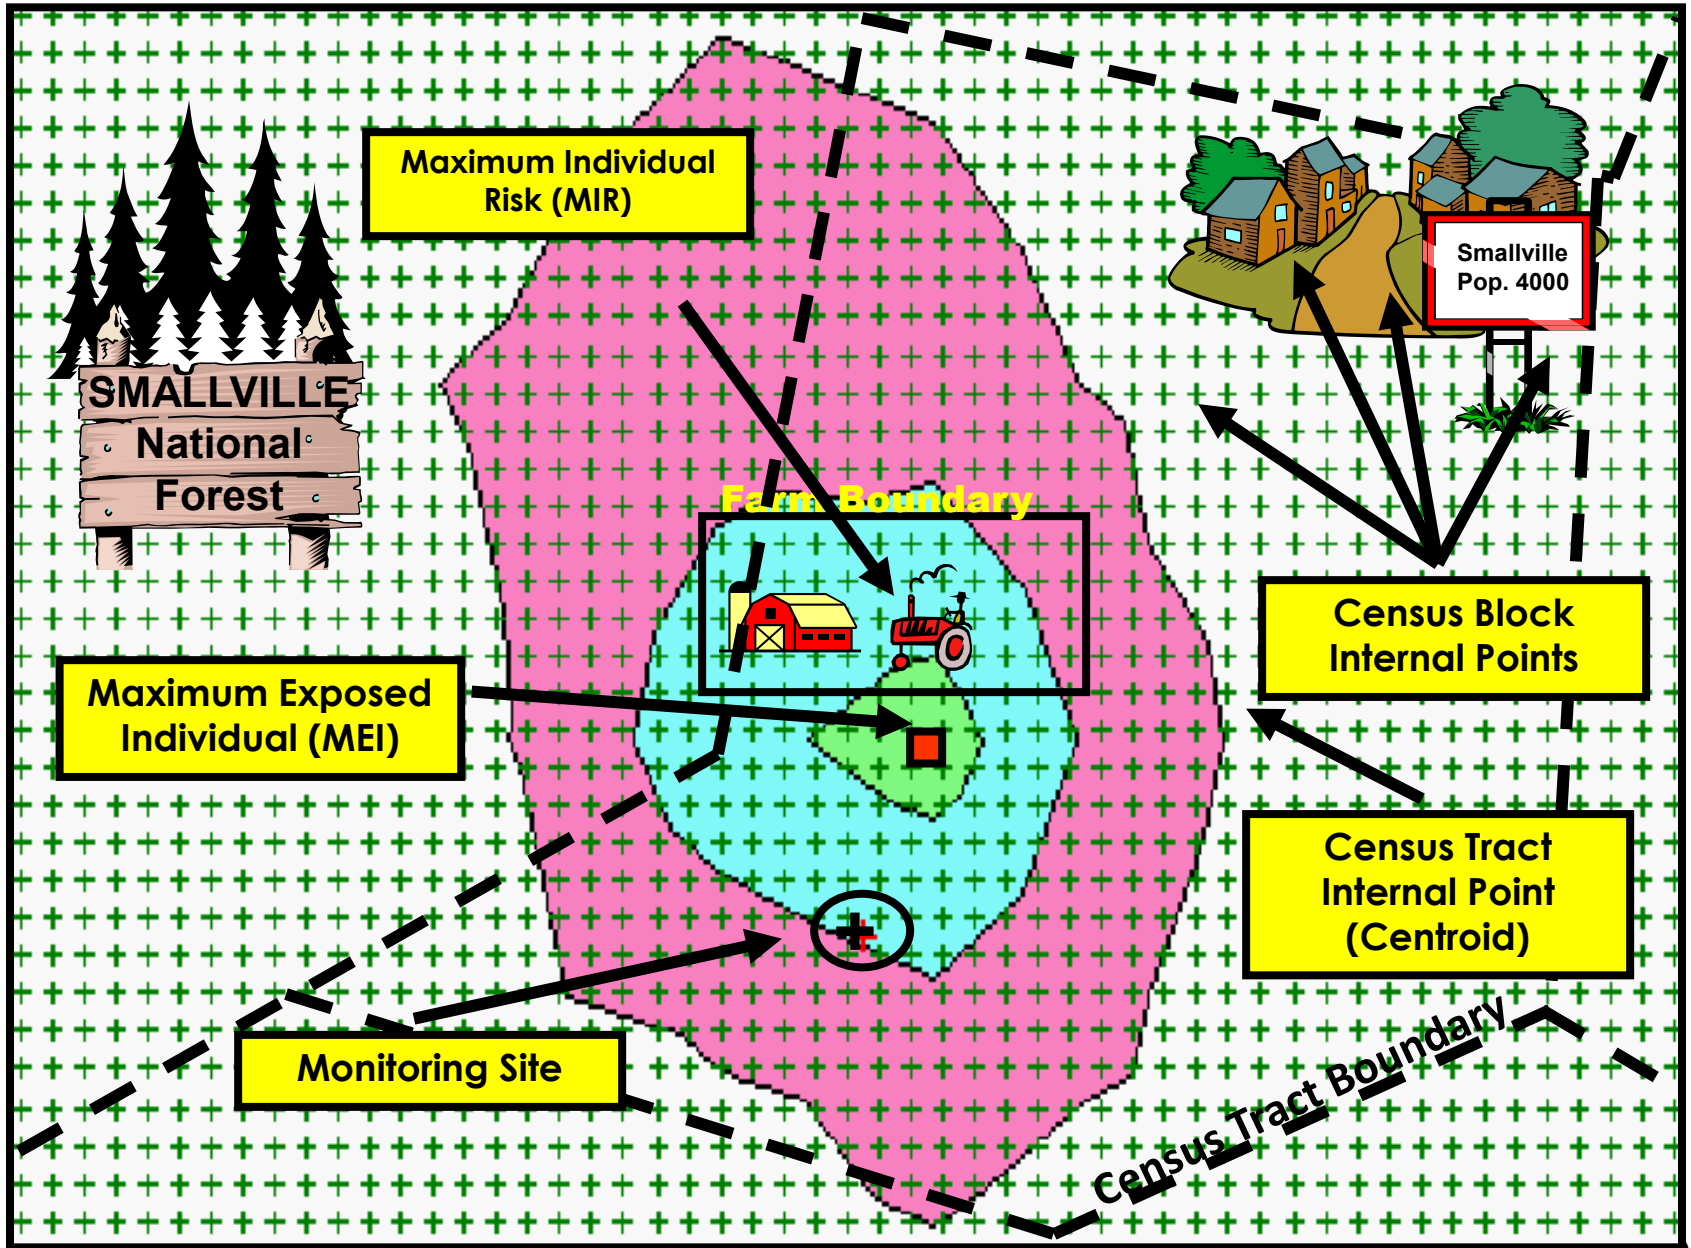 Maximum Individual
Risk (MIR)
Smallville
Pop. 4000
SMALLVILLE
National
Forest
Farm Boundary
Census Block
Internal Points
Maximum Exposed
Individual (MEI)
Census Tract
Internal Point
(Centroid)
Monitoring Site
Census Tract Boundary